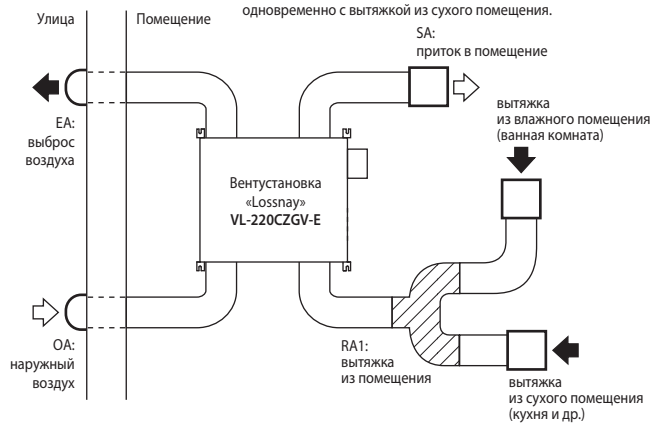 одновременно с вытяжкой из сухого помещения.
Улица
Помещение
SA:
приток в помещение
EA:
выброс
воздуха
вытяжка
из влажного помещения
(ванная комната)
Вентустановка
«Lossnay»
VL-220CZGV-E
OA:
наружный
воздух
RA1:
вытяжка
из помещения
вытяжка
из сухого помещения
(кухня и др.)